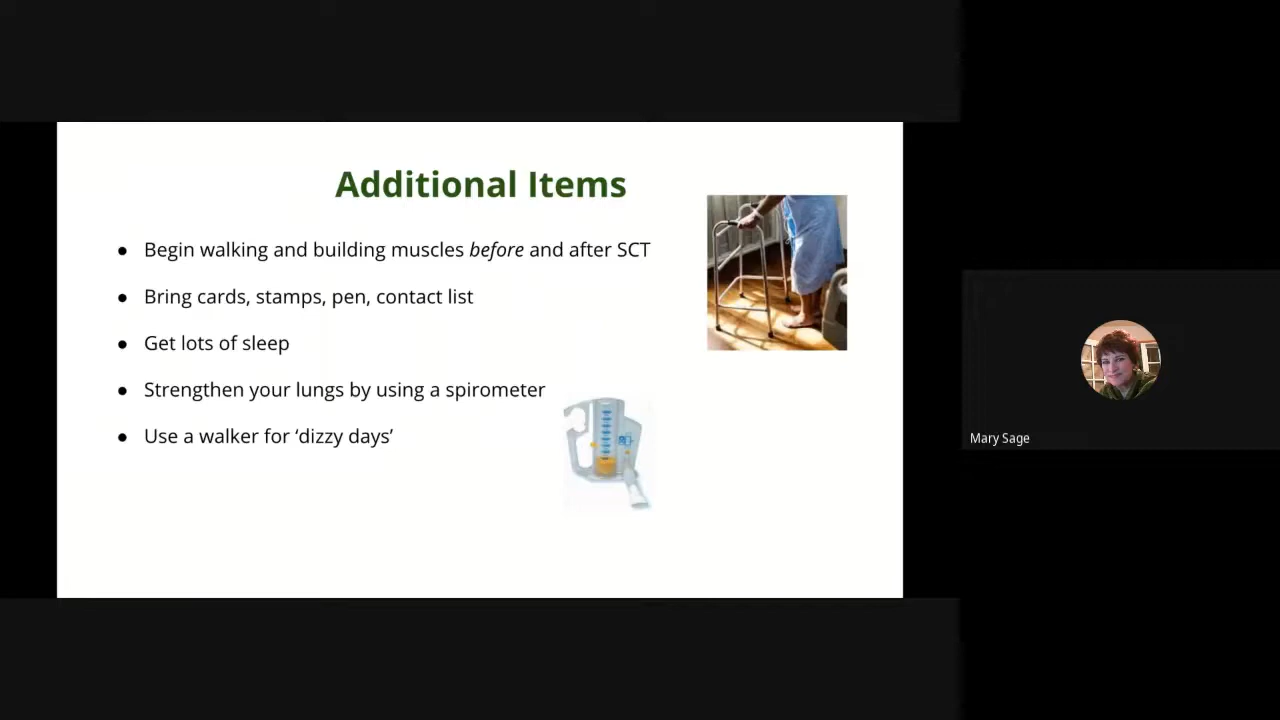 Additional Items
● Begin walking and building muscles before and after SCT
● Bring cards, stamps, pen, contact list
● Get lots of sleep
● Strengthen your lungs by using a spirometer
● Use a walker for ‘dizzy days’
Mary Sage